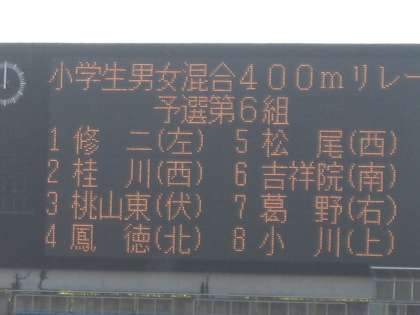 小学生男女混合400mリレー
予選第6組
1 修　二(左)　5 松　尾(西)
2 桂　川(西)　6 吉祥院(南)
3 桃山東(伏)　7 葛　野(右)
4 鳳　徳(北)　8 小　川(上)